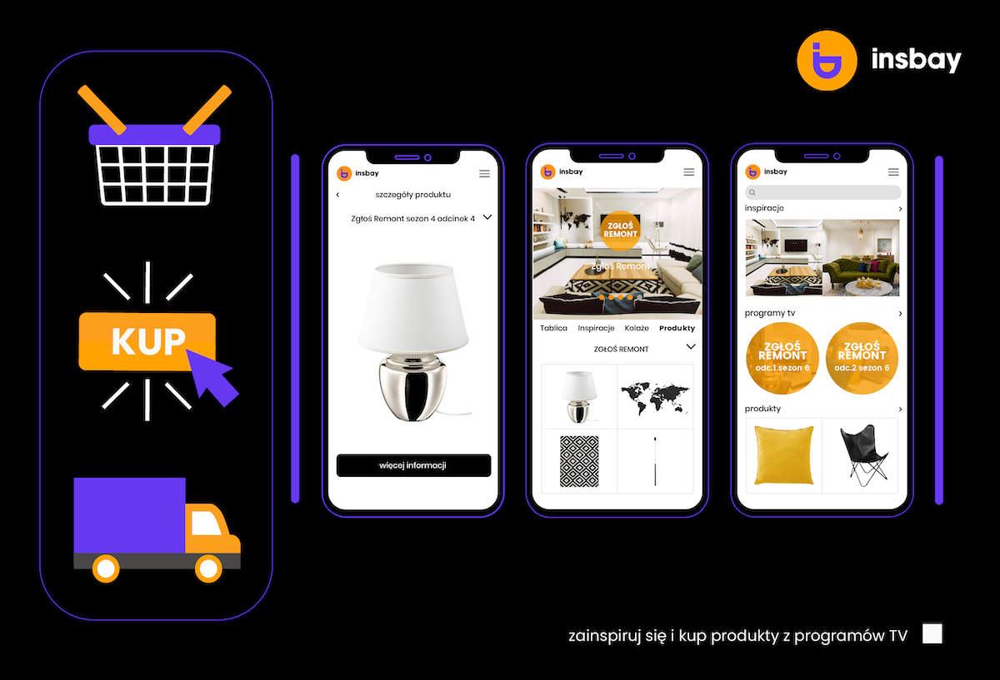 insbay
KUP
insbay
szczegóły produktu
Zgłoś Remont sezon 4 odcinek 4
więcej informacji
insbay
ZGŁOŚ
REMONT
Zgłoś Remont
Tablica Inspiracje Kolaże Produkty
ZGŁOŚ REMONT
insbay
inspiracje
programy tv
ZGŁOŚ
REMONT
odc.1 sezon 6
ZGŁOŚ
REMONT
odc.2 sezon 6
produkty
zainspiruj się i kup produkty z programów TV